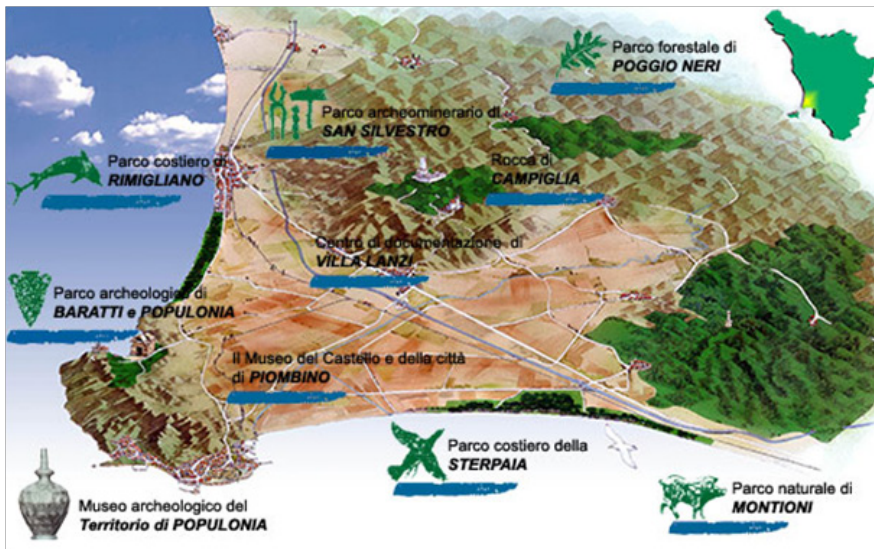 Parco forestale di
POGGIO NERI
Parco archeominerario di
SAN SILVESTRO
Parco costiero di
RIMIGLIANO
Rocca di
CAMPIGLIA
Centro di documentazione di
VILLA LANZI
Parco archeologico di
BARATTI e POPULONIA
Il Museo del Castello e della città
di PIOMBINO
Parco costiero della
STERPAIA
Museo archeologico del
Territorio di POPULONIA
Parco naturale di
MONTIONI